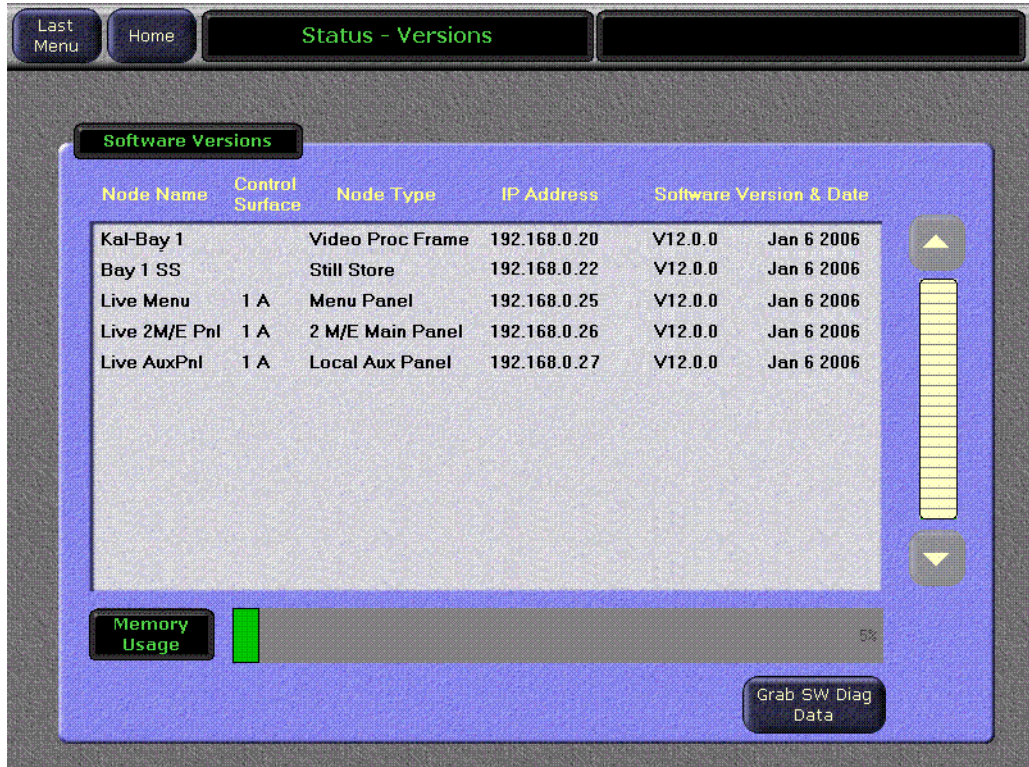 Last Menu
Home
Status - Versions
Software Versions
Node Name Control Surface Node Type IP Address Software Version & Date
Kal-Bay 1 Video Proc Frame 192.168.0.20 V12.0.0 Jan 6 2006
Bay 1 SS Still Store 192.168.0.22 V12.0.0 Jan 6 2006
Live Menu 1 A Menu Panel 192.168.0.25 V12.0.0 Jan 6 2006
Live 2M/E Pnl 1 A 2 M/E Main Panel 192.168.0.26 V12.0.0 Jan 6 2006
Live AuxPnl 1 A Local Aux Panel 192.168.0.27 V12.0.0 Jan 6 2006
Memory Usage
5%
Grab SW Diag Data